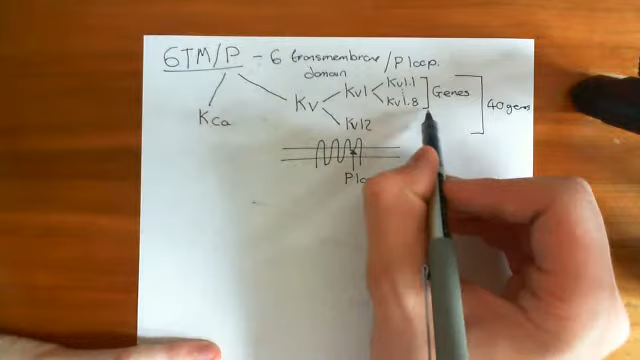 6TM/P - 6 transmembrane / P loop.
domain
KCa
Kv
Kv1
Kv1.1
Kv1.8
Genes
40 genes
Kv12